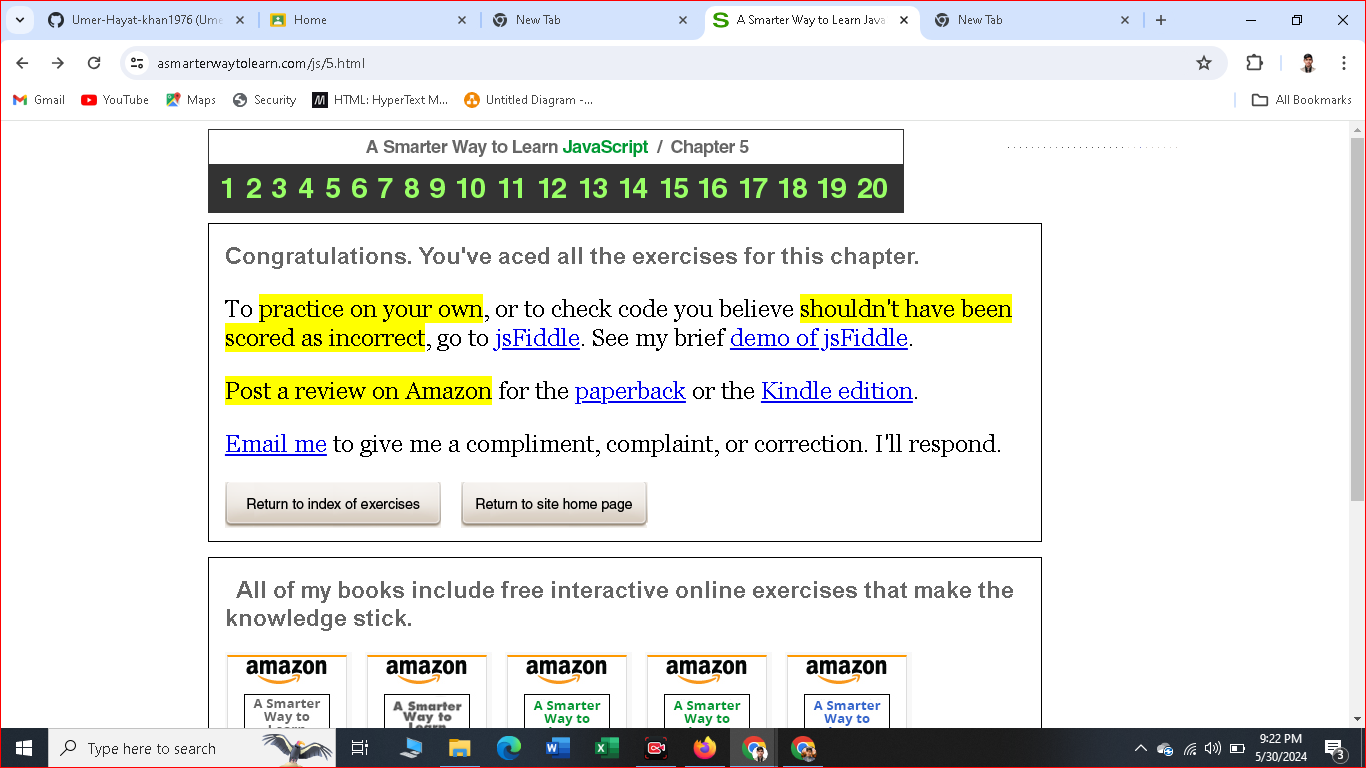 Umer-Hayat-khan1976 (Ume
Home
New Tab
A Smarter Way to Learn Java
New Tab
asmarterwaytolearn.com/js/5.html
Gmail
YouTube
Maps
Security
HTML: HyperText M...
Untitled Diagram -...
All Bookmarks
A Smarter Way to Learn JavaScript / Chapter 5
1 2 3 4 5 6 7 8 9 10 11 12 13 14 15 16 17 18 19 20
Congratulations. You've aced all the exercises for this chapter.
To practice on your own, or to check code you believe shouldn't have been
scored as incorrect, go to jsFiddle. See my brief demo of jsFiddle.
Post a review on Amazon for the paperback or the Kindle edition.
Email me to give me a compliment, complaint, or correction. I'll respond.
Return to index of exercises
Return to site home page
All of my books include free interactive online exercises that make the
knowledge stick.
amazon amazon amazon amazon amazon
A Smarter A Smarter A Smarter A Smarter A Smarter
Way to Way to Way to Way to Way to
Type here to search
9:22 PM
5/30/2024
3